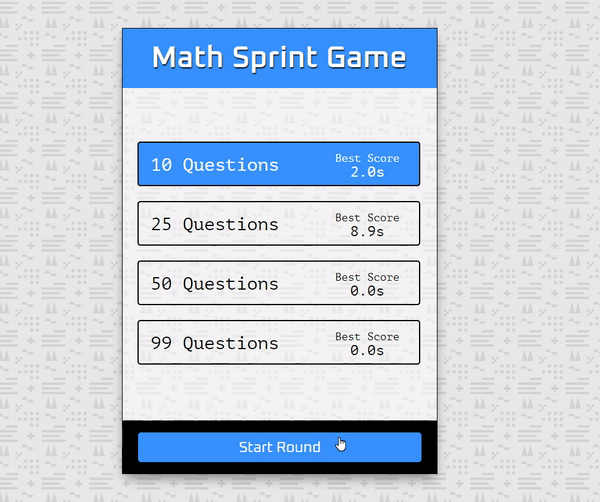 Math Sprint Game
10 Questions
Best Score
2.0s
25 Questions
Best Score
8.9s
50 Questions
Best Score
0.0s
99 Questions
Best Score
0.0s
Start Round